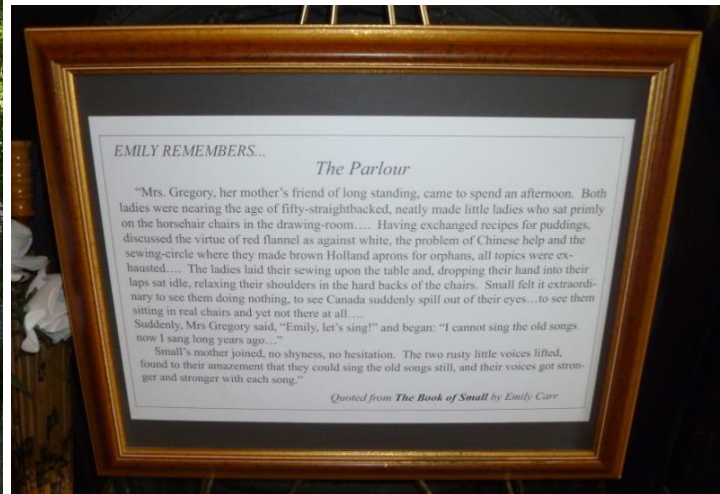 EMILY REMEMBERS...
The Parlour
"Mrs. Gregory, her mother's friend of long standing, came to spend an afternoon. Both
ladies were nearing the age of fifty-straightbacked, neatly made little ladies who sat primly
on the horsehair chairs in the drawing-room…. Having exchanged recipes for puddings,
discussed the virtue of red flannel as against white, the problem of Chinese help and the
sewing-circle where they made brown Holland aprons for orphans, all topics were ex-
hausted…. The ladies laid their sewing upon the table and, dropping their hand into their
laps sat idle, relaxing their shoulders in the hard backs of the chairs. Small felt it extraordi-
nary to see them doing nothing, to see Canada suddenly spill out of their eyes…to see them
sitting in real chairs and yet not there at all….
Suddenly, Mrs Gregory said, "Emily, let's sing!" and began: "I cannot sing the old songs
now I sang long years ago…"
Small's mother joined, no shyness, no hesitation. The two rusty little voices lifted,
found to their amazement that they could sing the old songs still, and their voices got stron-
ger and stronger with each song."
Quoted from The Book of Small by Emily Carr